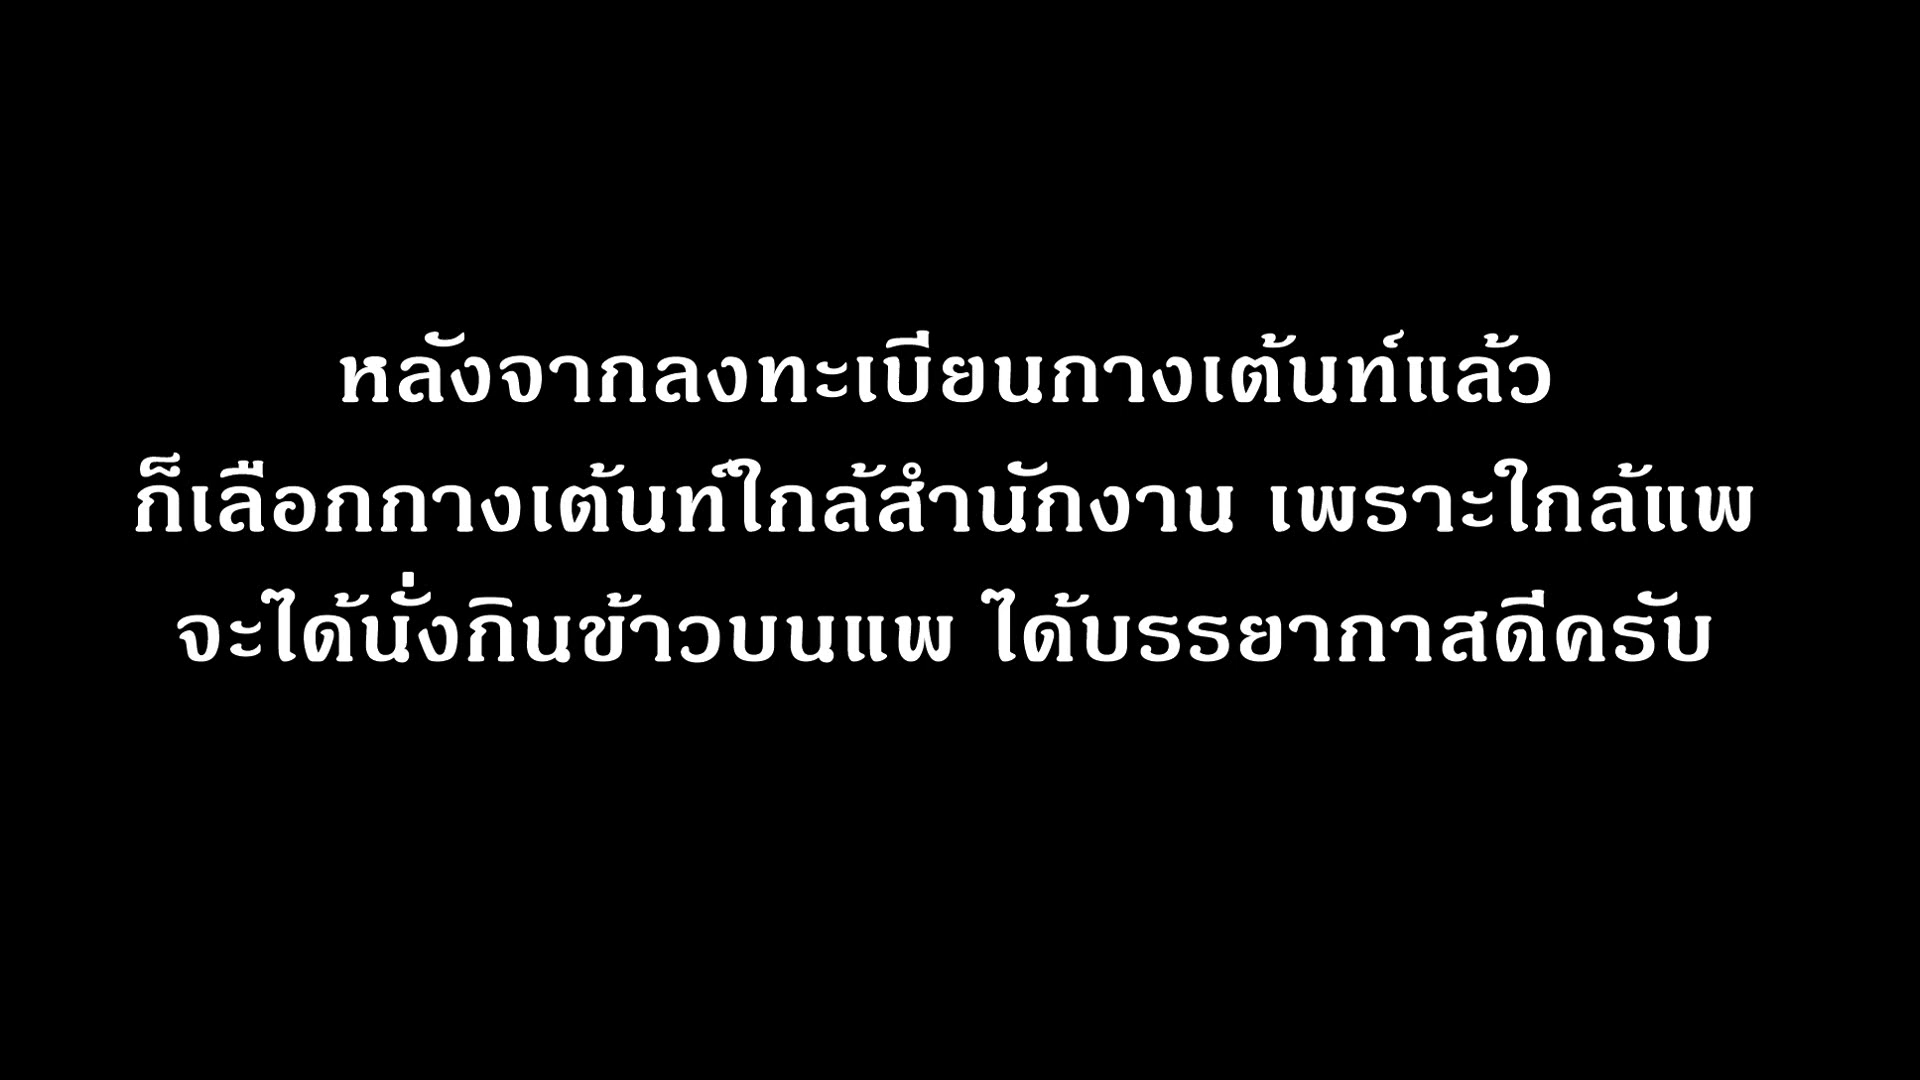 หลังจากลงทะเบียนกางเต้นท์แล้ว
ก็เลือกกางเต้นท์ใกล้สำนักงาน เพราะใกล้แพ
จะได้นั่งกินข้าวบนแพ ได้บรรยากาสดีครับ